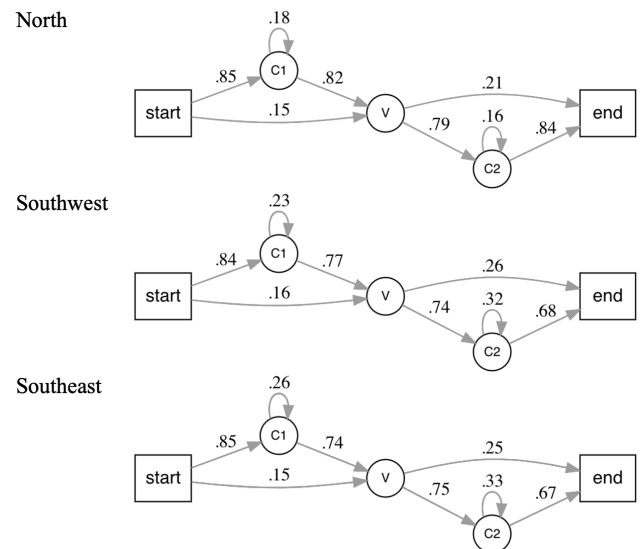 North
.18
C1
.85
.82
start
.15
V
.21
.79
.16
C2
.84
end
Southwest
.23
C1
.84
.77
start
.16
V
.26
.74
.32
C2
.68
end
Southeast
.26
C1
.85
.74
start
.15
V
.25
.75
.33
C2
.67
end